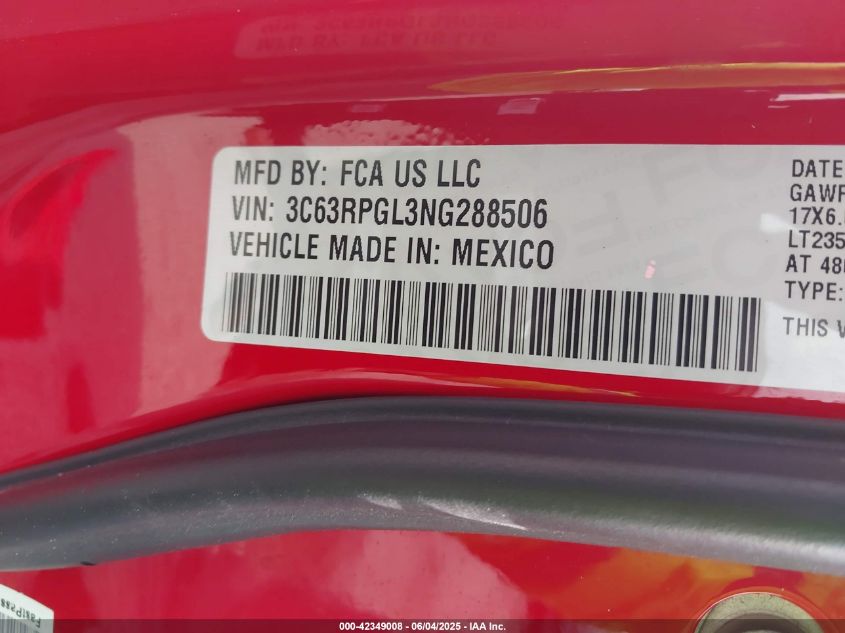 MFD BY: FCA US LLC
VIN: 3C63RPGL3NG288506
VEHICLE MADE IN: MEXICO
DATE
GAWR
17X6.
LT235
AT 480
TYPE:
THIS V
000-42349008 - 06/04/2025 - IAA Inc.